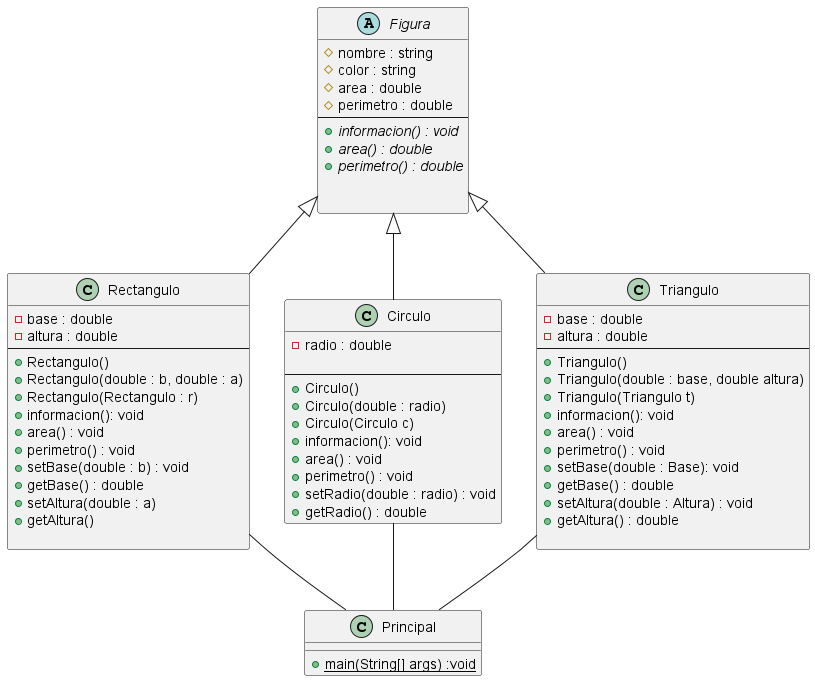 A Figura
nombre : string
color : string
area : double
perimetro : double
informacion() : void
area() : double
perimetro() : double
C Rectangulo
base : double
altura : double
Rectangulo()
Rectangulo(double : b, double : a)
Rectangulo(Rectangulo : r)
informacion(): void
area() : void
perimetro() : void
setBase(double : b) : void
getBase() : double
setAltura(double : a)
getAltura()
C Circulo
radio : double
Circulo()
Circulo(double : radio)
Circulo(Circulo c)
informacion(): void
area() : void
perimetro() : void
setRadio(double : radio) : void
getRadio() : double
C Triangulo
base : double
altura : double
Triangulo()
Triangulo(double : base, double altura)
Triangulo(Triangulo t)
informacion(): void
area() : void
perimetro() : void
setBase(double : Base): void
getBase() : double
setAltura(double : Altura) : void
getAltura() : double
C Principal
main(String[] args) :void